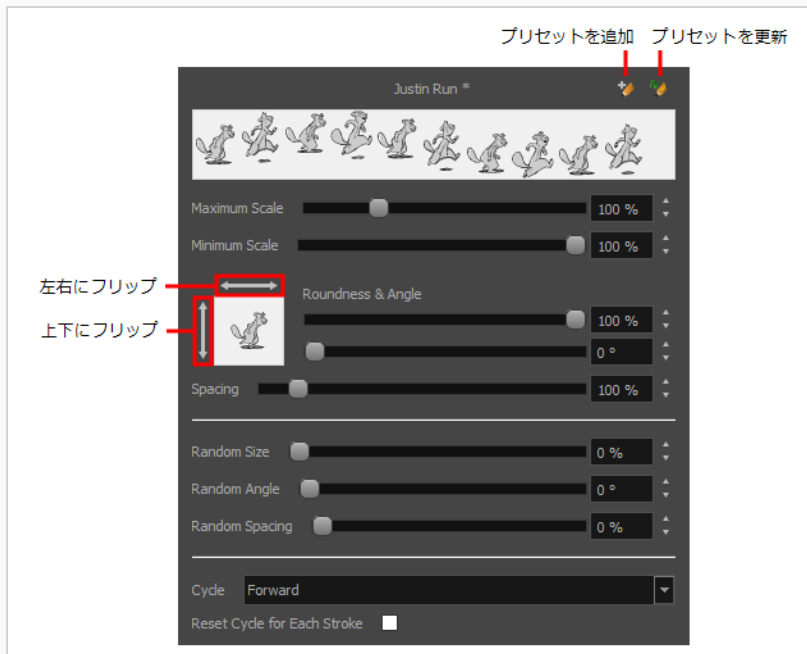 プリセットを追加 プリセットを更新
Justin Run *
Maximum Scale 100 %
Minimum Scale 100 %
左右にフリップ
Roundness & Angle
100 %
上下にフリップ
0 °
Spacing 100 %
Random Size 0 %
Random Angle 0 °
Random Spacing 0 %
Cycle Forward
Reset Cycle for Each Stroke